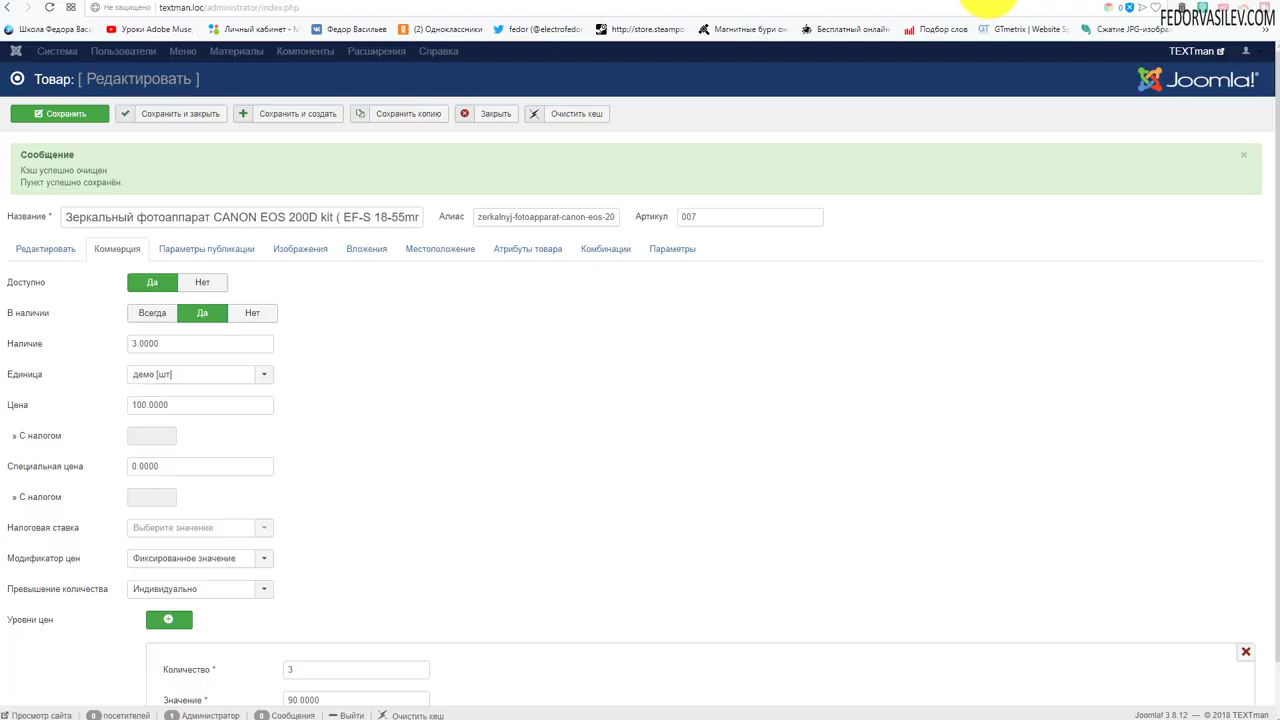 Не защищено textman.loc/administrator/index.php
0
FEDORVASILEV.COM
Школа Федора Васи Уроки Adobe Muse, Личный кабинет - М Федор Васильев (2) Одноклассники fedor (@electrofedo http://store.steampo Магнитные бури он Бесплатный онлайн Подбор слов GTmetrix | Website S Сжатие JPG-изобра
Система Пользователи Меню Материалы Компоненты Расширения Справка TEXTman
Товар: [ Редактировать ] Joomla!
Сохранить Сохранить и закрыть Сохранить и создать Сохранить копию Закрыть Очистить кеш
Сообщение
Кэш успешно очищен
Пункт успешно сохранён.
Название * Зеркальный фотоаппарат CANON EOS 200D kit ( EF-S 18-55mm Алиас zerkalnyj-fotoapparat-canon-eos-20 Артикул 007
Редактировать Коммерция Параметры публикации Изображения Вложения Местоположение Атрибуты товара Комбинации Параметры
Доступно Да Нет
В наличии Всегда Да Нет
Наличие 3.0000
Единица демо [шт]
Цена 100.0000
» С налогом
Специальная цена 0.0000
» С налогом
Налоговая ставка Выберите значение
Модификатор цен Фиксированное значение
Превышение количества Индивидуально
Уровни цен
Количество * 3
Значение * 90.0000
Просмотр сайта 0 посетителей 1 Администратор 0 Сообщения Выйти Очистить кеш Joomla! 3.8.12 — © 2018 TEXTman